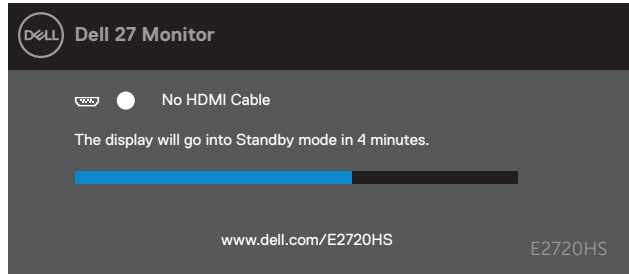 DELL
Dell 27 Monitor
No HDMI Cable
The display will go into Standby mode in 4 minutes.
www.dell.com/E2720HS
E2720HS